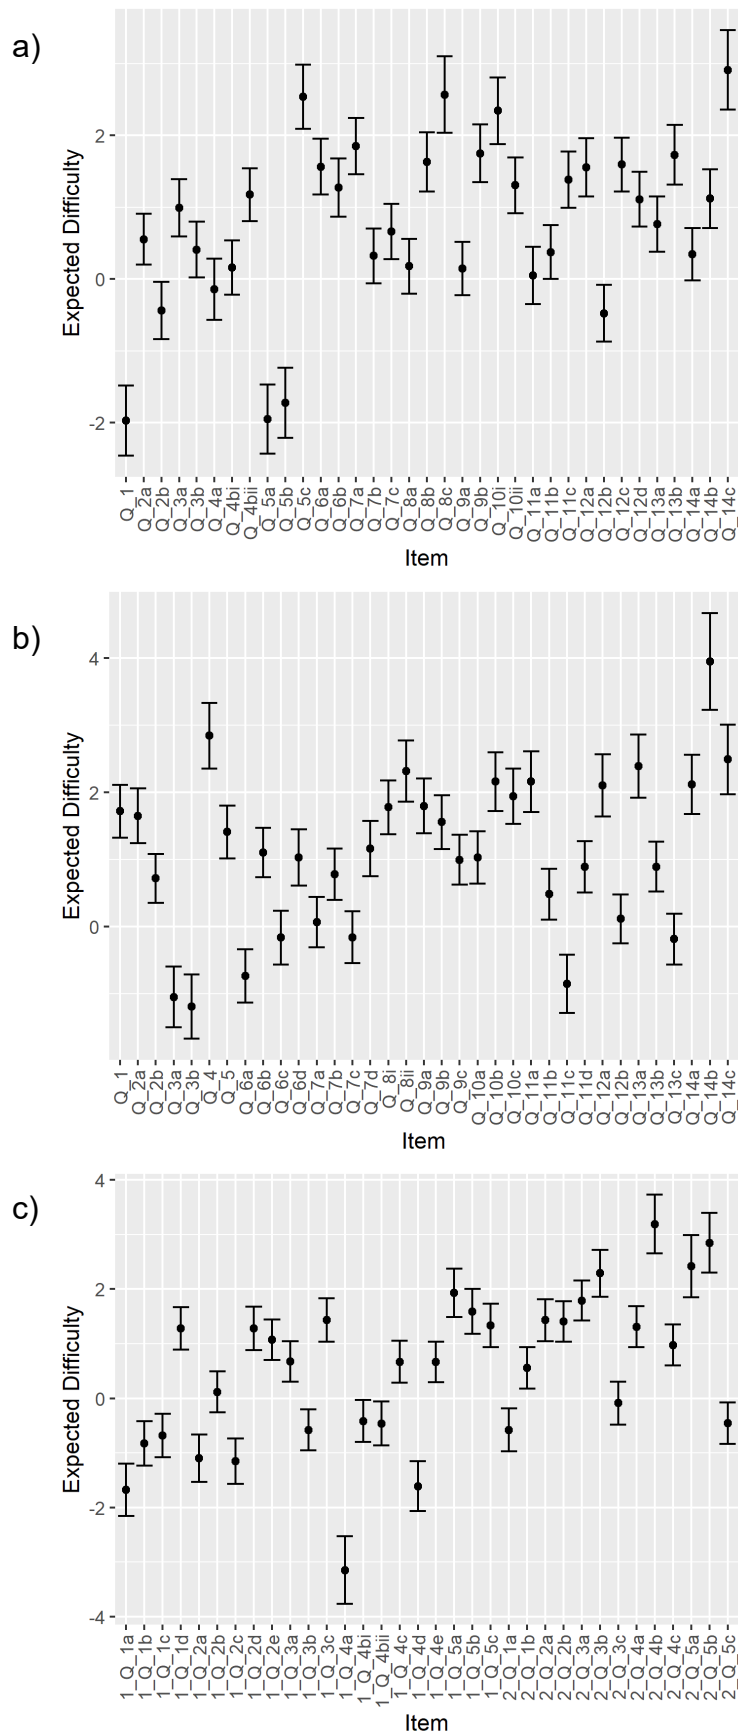 a)
Expected Difficulty
2
0
-2
Q_1
Q_2a
Q_2b
Q_3a
Q_3b
Q_4a
Q_4bi
Q_4bii
Q_5a
Q_5b
Q_5c
Q_6a
Q_6b
Q_7a
Q_7b
Q_7c
Q_8a
Q_8b
Q_8c
Q_9a
Q_9b
Q_10i
Q_10ii
Q_11a
Q_11b
Q_11c
Q_12a
Q_12b
Q_12c
Q_12d
Q_13a
Q_13b
Q_14a
Q_14b
Q_14c
Item
b)
Expected Difficulty
4
2
0
Q_1
Q_2a
Q_2b
Q_3a
Q_3b
Q_4
Q_5
Q_6a
Q_6b
Q_6c
Q_6d
Q_7a
Q_7b
Q_7c
Q_7d
Q_8i
Q_8ii
Q_9a
Q_9b
Q_9c
Q_10a
Q_10b
Q_10c
Q_11a
Q_11b
Q_11c
Q_11d
Q_12a
Q_12b
Q_13a
Q_13b
Q_13c
Q_14a
Q_14b
Q_14c
Item
c)
Expected Difficulty
4
2
0
-2
-4
1_Q_1a
1_Q_1b
1_Q_1c
1_Q_1d
1_Q_2a
1_Q_2b
1_Q_2c
1_Q_2d
1_Q_2e
1_Q_3a
1_Q_3b
1_Q_3c
1_Q_4a
1_Q_4bi
1_Q_4bii
1_Q_4c
1_Q_4d
1_Q_4e
1_Q_5a
1_Q_5b
1_Q_5c
2_Q_1a
2_Q_1b
2_Q_2a
2_Q_2b
2_Q_3a
2_Q_3b
2_Q_3c
2_Q_4a
2_Q_4b
2_Q_4c
2_Q_5a
2_Q_5b
2_Q_5c
Item